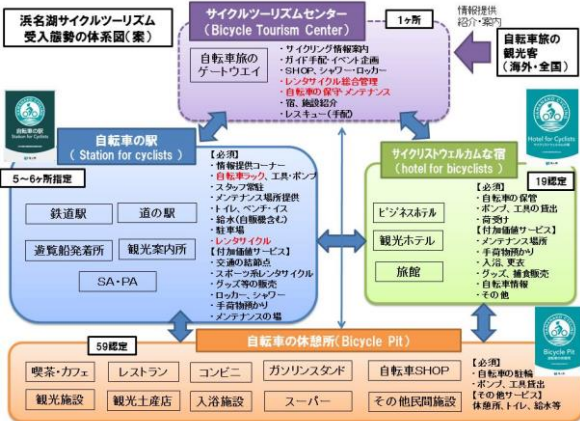 浜名湖サイクルツーリズム
受入態勢の体系図(案)
サイクルツーリズムセンター
(Bicycle Tourism Center)
1ヶ所
自転車旅の
ゲートウエイ
・サイクリング情報案内
・ガイド手配・イベント企画
・SHOP、シャワー・ロッカー
・レンタサイクル総合管理
・自転車の保守メンテナンス
・宿、施設紹介
・レスキュー(手配)
情報提供
紹介・案内
自転車旅の
観光客
(海外・全国)
自転車の駅
Station for Cyclists
自転車の駅
( Station for cyclists )
5~6ヶ所指定
鉄道駅
道の駅
遊覧船発着所
観光案内所
SA・PA
【必須】
・情報提供コーナー
・自転車ラック、工具・ポンプ
・スタッフ常駐
・メンテナンス場所提供
・トイレ、ベンチ・イス
・給水(自販機含む)
・駐車場
・レンタサイクル
【付加価値サービス】
・交通の結節点
・スポーツ系レンタサイクル
・グッズ等の販売
・ロッカー、シャワー
・手荷物預かり
・メンテナンスの場
サイクリストウェルカムな宿
(hotel for bicyclists)
Hotel for Cyclists
19認定
ビジネスホテル
観光ホテル
旅館
【必須】
・自転車の保管
・ポンプ、工具の貸出
・荷受け
【付加価値サービス】
・メンテナンス場所
・手荷物預かり
・入浴、更衣
・グッズ、捕食販売
・自転車情報
・その他
自転車の休憩所(Bicycle Pit)
59認定
Bicycle Pit
喫茶・カフェ
レストラン
コンビニ
ガソリンスタンド
自転車SHOP
観光施設
観光土産店
入浴施設
スーパー
その他民間施設
【必須】
・自転車の駐輪
・ポンプ、工具貸出
【その他サービス】
休憩所、トイレ、給水等